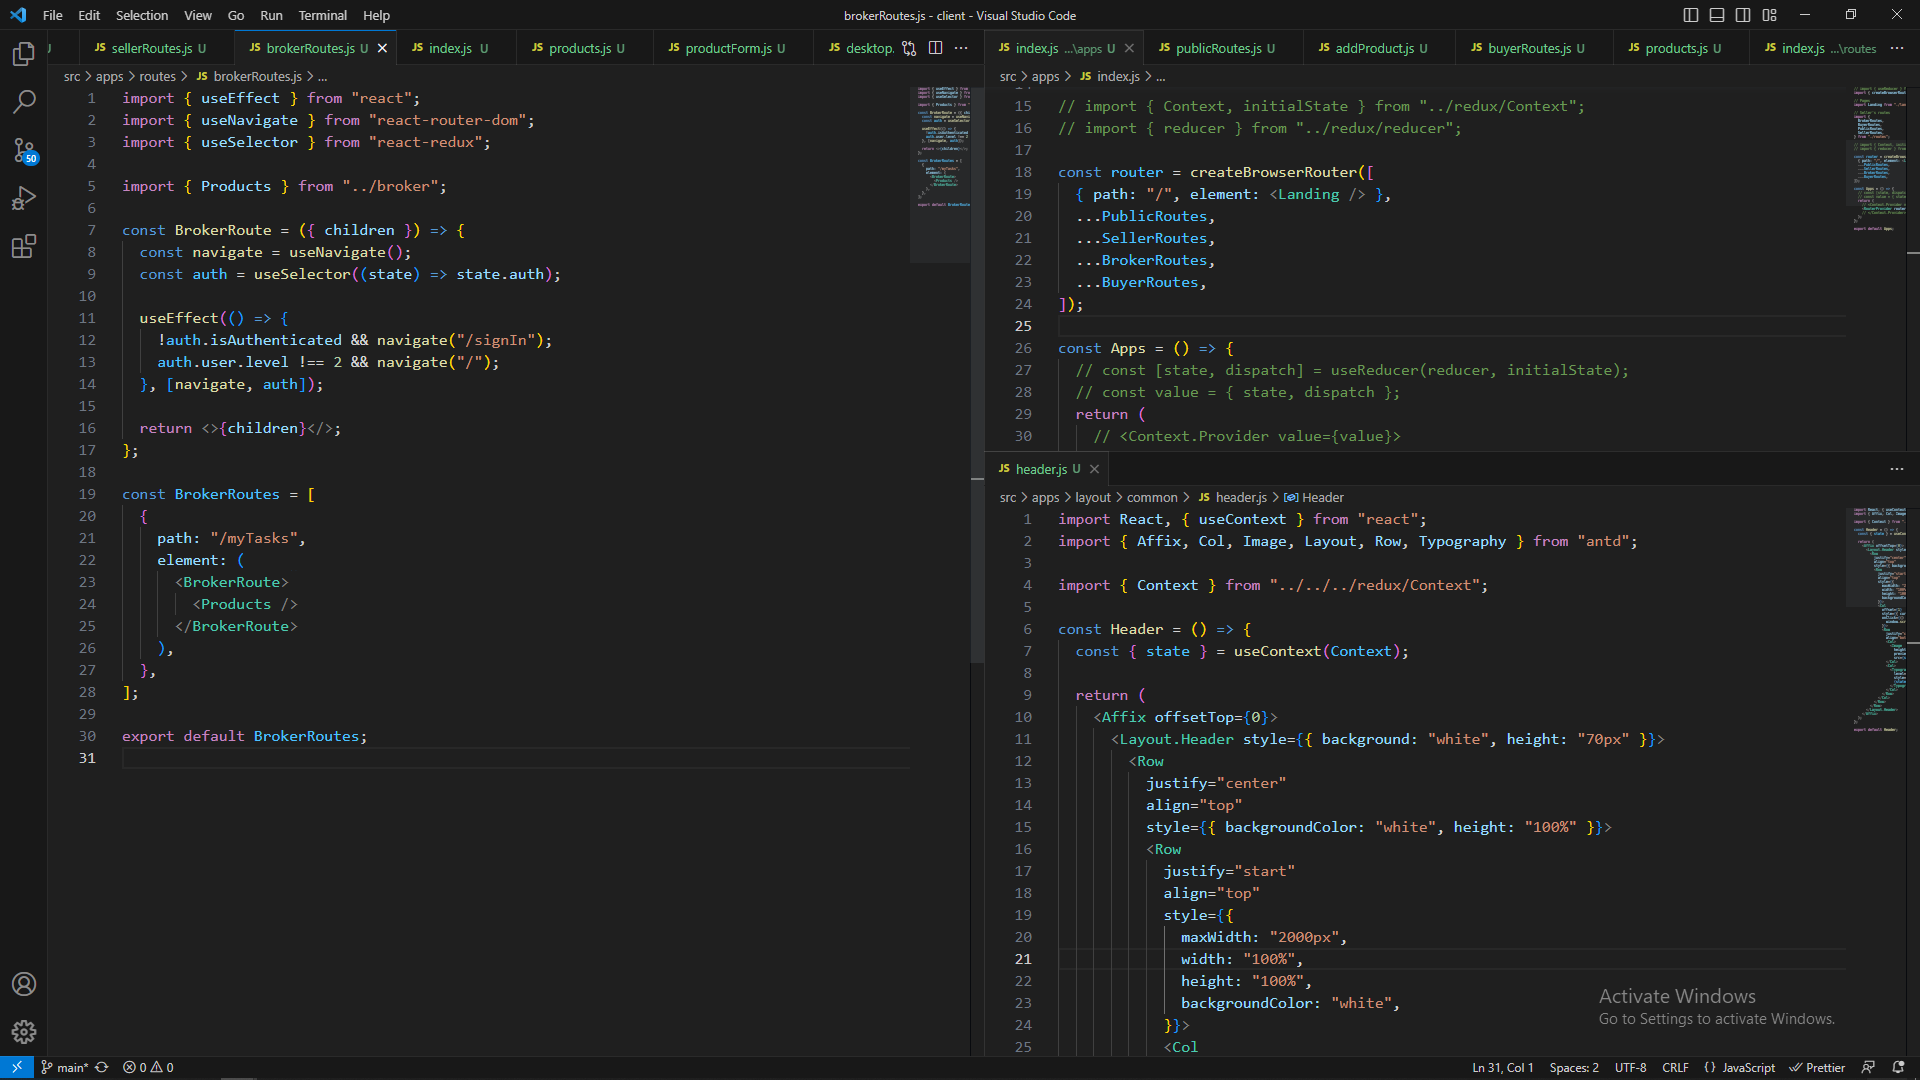 File Edit Selection View Go Run Terminal Help
brokerRoutes.js - client - Visual Studio Code
JS sellerRoutes.js U
JS brokerRoutes.js U
JS index.js U
JS products.js U
JS productForm.js U
JS desktop.
src > apps > routes > JS brokerRoutes.js > ...
1 import { useEffect } from "react";
2 import { useNavigate } from "react-router-dom";
3 import { useSelector } from "react-redux";
4
5 import { Products } from "../broker";
6
7 const BrokerRoute = ({ children }) => {
8 const navigate = useNavigate();
9 const auth = useSelector((state) => state.auth);
10
11 useEffect(() => {
12 !auth.isAuthenticated && navigate("/signIn");
13 auth.user.level !== 2 && navigate("/");
14 }, [navigate, auth]);
15
16 return <>{children}</>;
17 };
18
19 const BrokerRoutes = [
20 {
21 path: "/myTasks",
22 element: (
23 <BrokerRoute>
24 <Products />
25 </BrokerRoute>
26 ),
27 },
28 ];
29
30 export default BrokerRoutes;
31
JS index.js ...\apps U
JS publicRoutes.js U
JS addProduct.js U
JS buyerRoutes.js U
JS products.js U
JS index.js ...\routes
src > apps > JS index.js > ...
15 // import { Context, initialState } from "../redux/Context";
16 // import { reducer } from "../redux/reducer";
17
18 const router = createBrowserRouter([
19 { path: "/", element: <Landing /> },
20 ...PublicRoutes,
21 ...SellerRoutes,
22 ...BrokerRoutes,
23 ...BuyerRoutes,
24 ]);
25
26 const Apps = () => {
27 // const [state, dispatch] = useReducer(reducer, initialState);
28 // const value = { state, dispatch };
29 return (
30 // <Context.Provider value={value}>
JS header.js U
src > apps > layout > common > JS header.js > Header
1 import React, { useContext } from "react";
2 import { Affix, Col, Image, Layout, Row, Typography } from "antd";
3
4 import { Context } from "../../../redux/Context";
5
6 const Header = () => {
7 const { state } = useContext(Context);
8
9 return (
10 <Affix offsetTop={0}>
11 <Layout.Header style={{ background: "white", height: "70px" }}>
12 <Row
13 justify="center"
14 align="top"
15 style={{ backgroundColor: "white", height: "100%" }}>
16 <Row
17 justify="start"
18 align="top"
19 style={{
20 maxWidth: "2000px",
21 width: "100%",
22 height: "100%",
23 backgroundColor: "white",
24 }}>
25 <Col
Activate Windows
Go to Settings to activate Windows.
50
main* 0 0
Ln 31, Col 1 Spaces: 2 UTF-8 CRLF {} JavaScript Prettier